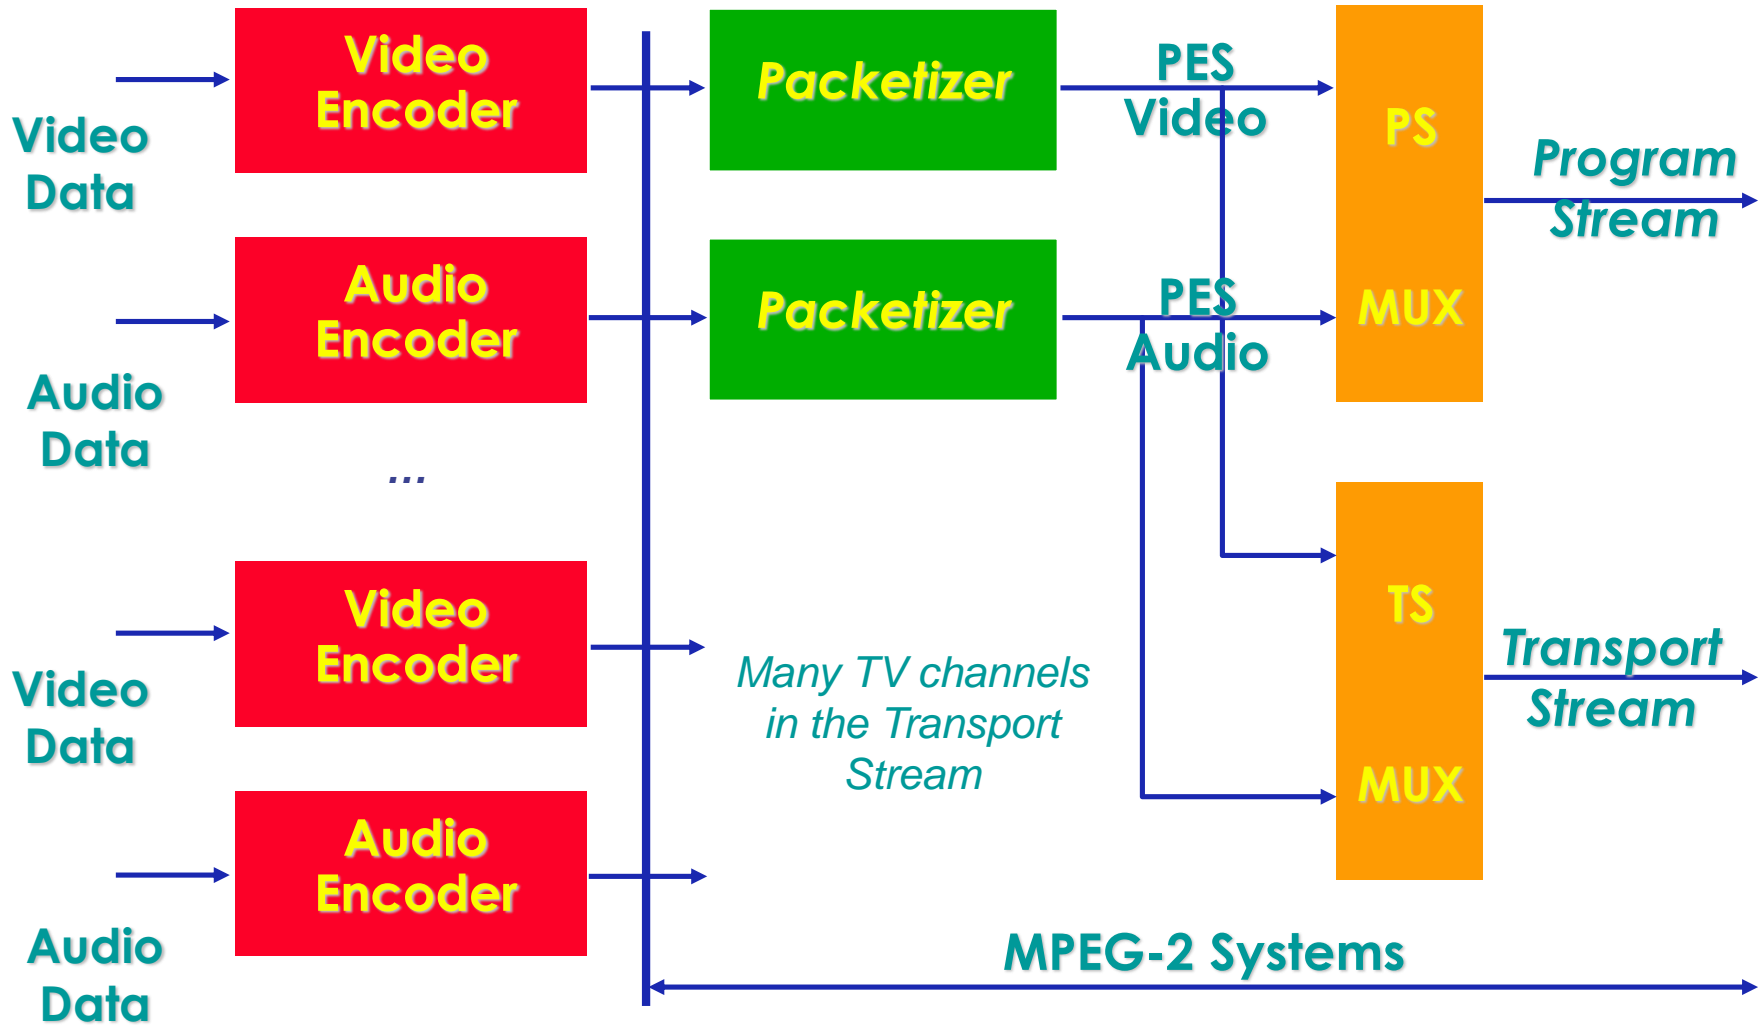 Video
Encoder
Packetizer
PES
Video
PS
MUX
Video
Data
Program
Stream
Audio
Encoder
Packetizer
PES
Audio
Audio
Data
...
Video
Encoder
Many TV channels
in the Transport
Stream
TS
MUX
Transport
Stream
Video
Data
Audio
Encoder
Audio
Data
MPEG-2 Systems